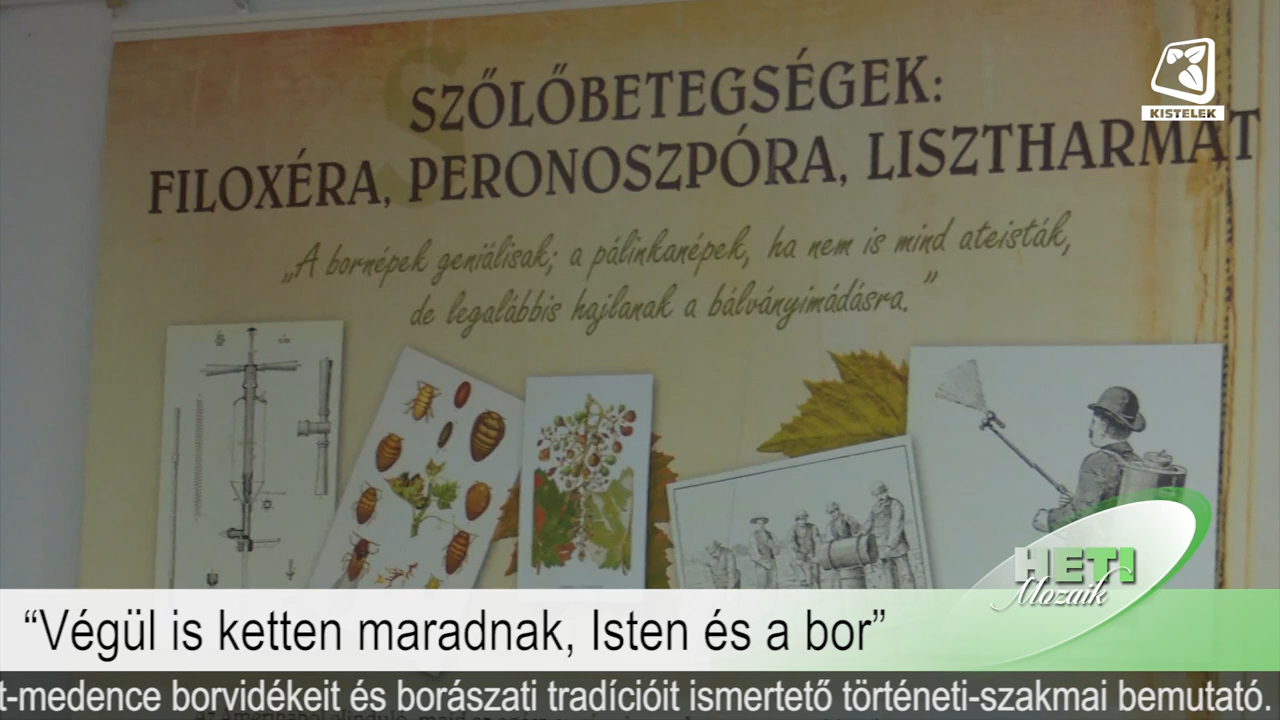 SZŐLŐBETEGSÉGEK:
FILOXÉRA, PERONOSZPÓRA, LISZTHARMAT
„A bornépek geniálisak; a pálinkanépek, ha nem is mind ateisták,
de legalábbis hajlanak a bálványimádásra.”
KISTELEK
HETI
Mozaik
“Végül is ketten maradnak, Isten és a bor”
t-medence borvidékeit és borászati tradícióit ismertető történeti-szakmai bemutató.